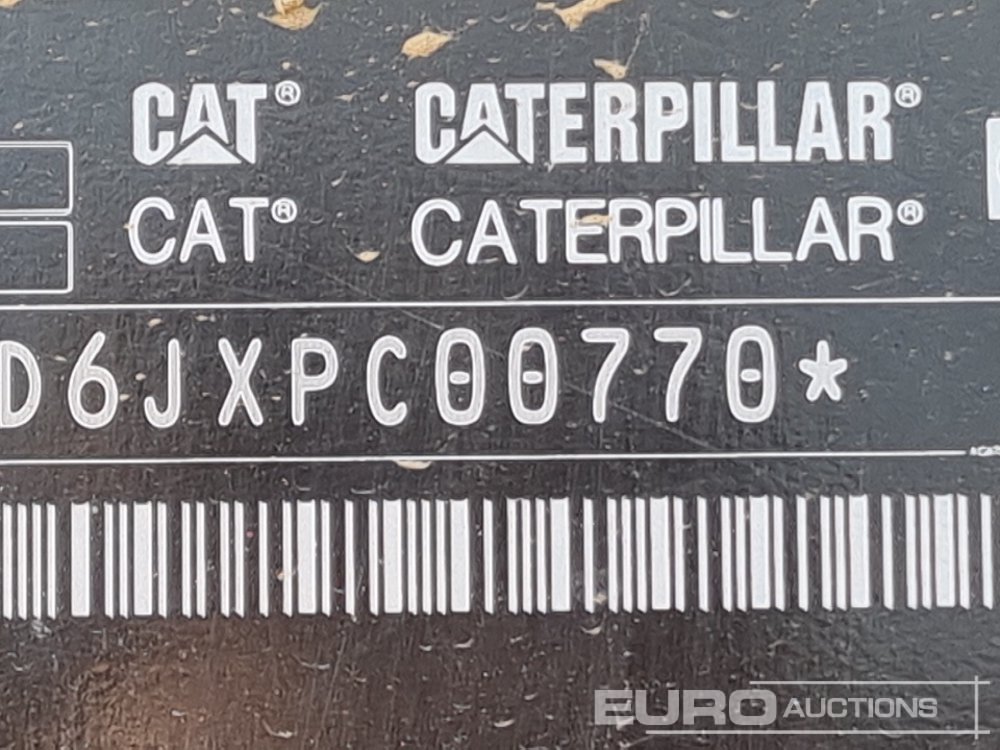 CAT® CATERPILLAR®
CAT® CATERPILLAR®
D6JXPC00770*
EURO AUCTIONS